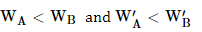 W_A < W_B and W'_A < W'_B